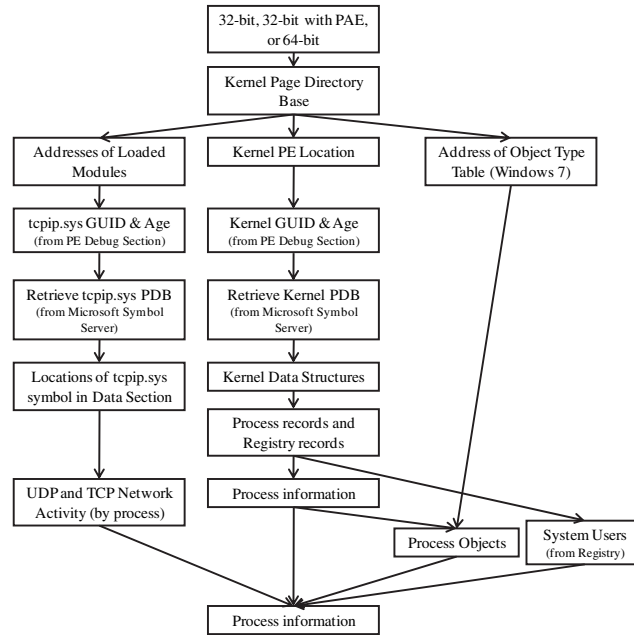 32-bit, 32-bit with PAE,
or 64-bit
Kernel Page Directory
Base
Addresses of Loaded
Modules
Kernel PE Location
Address of Object Type
Table (Windows 7)
tcpip.sys GUID & Age
(from PE Debug Section)
Kernel GUID & Age
(from PE Debug Section)
Retrieve tcpip.sys PDB
(from Microsoft Symbol
Server)
Retrieve Kernel PDB
(from Microsoft Symbol
Server)
Locations of tcpip.sys
symbol in Data Section
Kernel Data Structures
Process records and
Registry records
UDP and TCP Network
Activity (by process)
Process information
Process Objects
System Users
(from Registry)
Process information